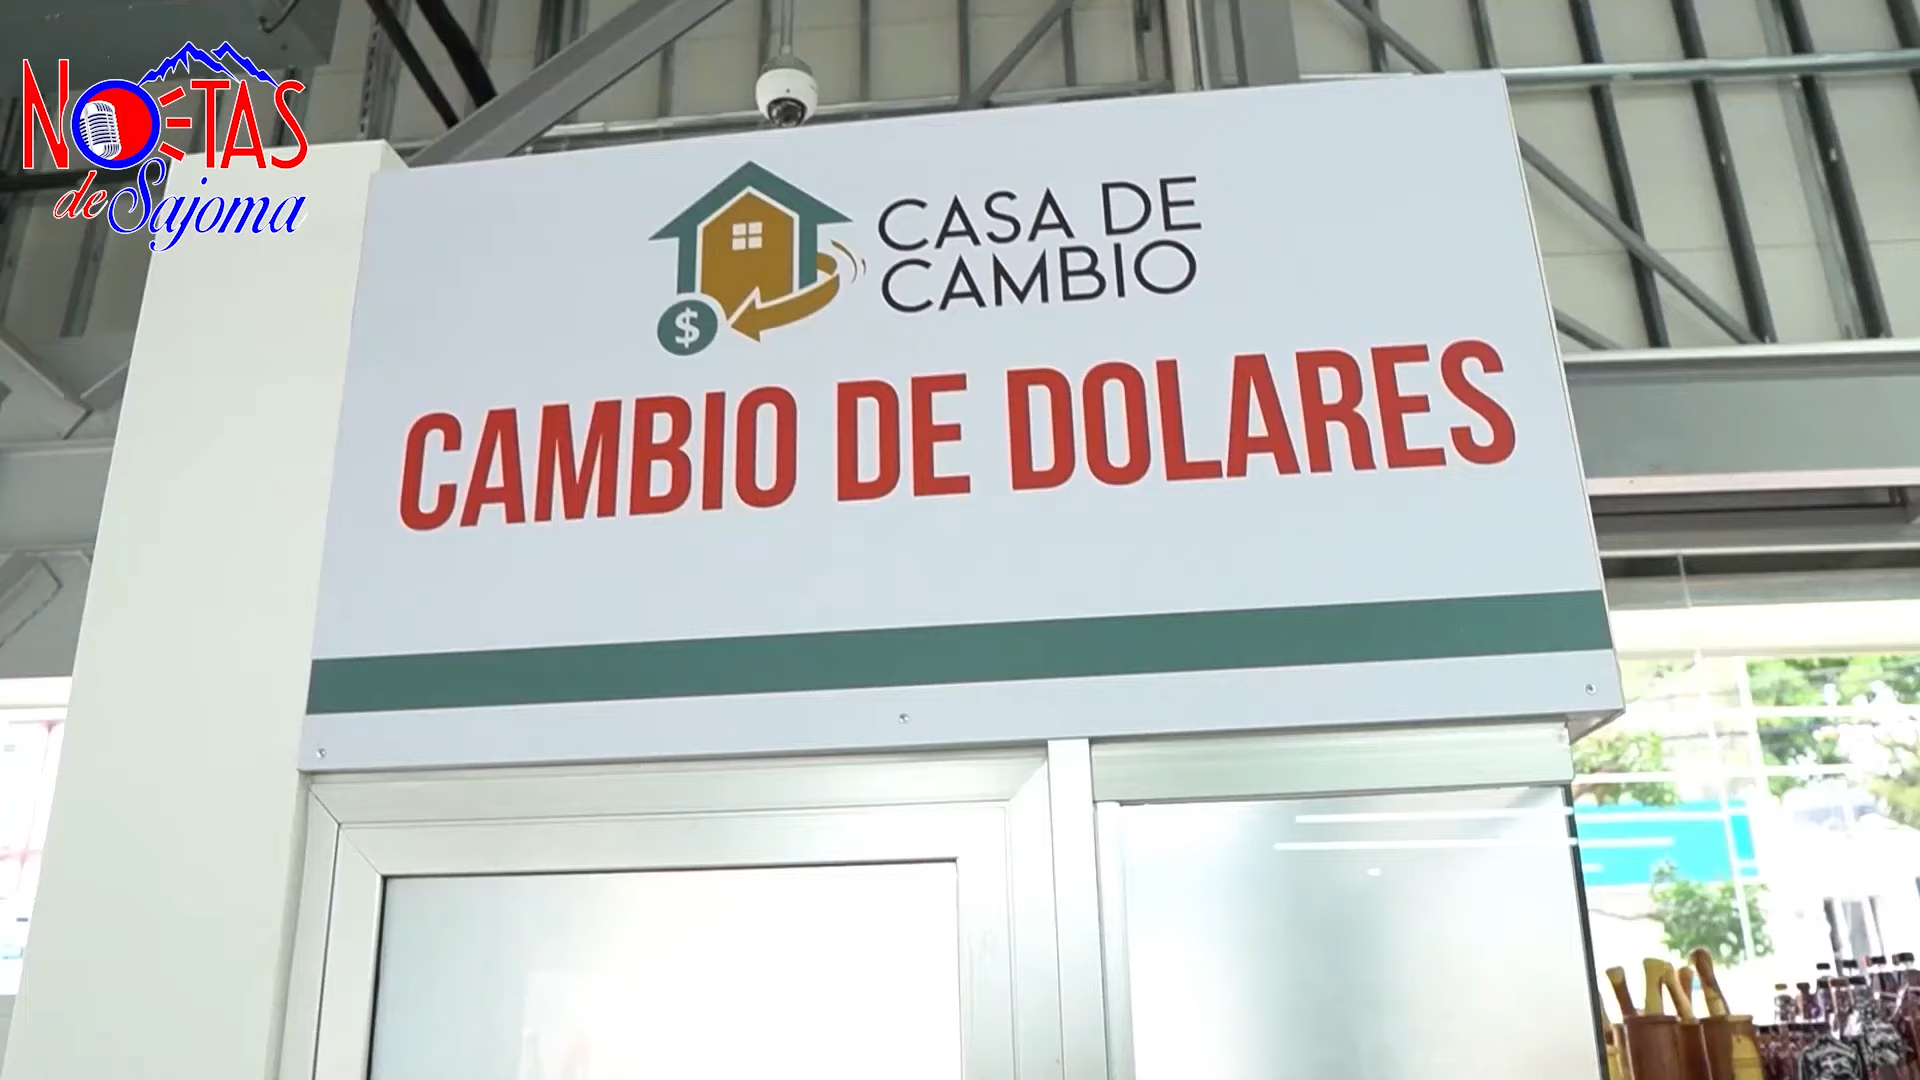 NOTAS
de Sajoma
CASA DE
CAMBIO
$
CAMBIO DE DOLARES